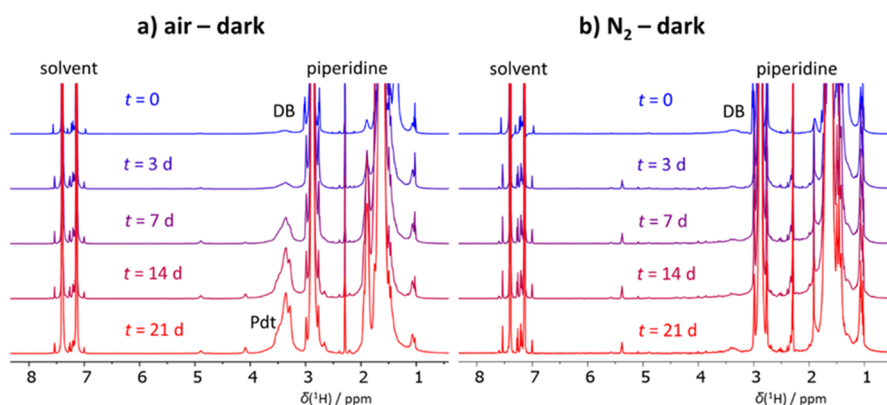 a) air – dark
solvent
piperidine
t = 0
DB
t = 3 d
t = 7 d
t = 14 d
Pdt
t = 21 d
8 7 6 5 4 3 2 1
δ(¹H) / ppm
b) N₂ – dark
solvent
piperidine
t = 0
DB
t = 3 d
t = 7 d
t = 14 d
t = 21 d
8 7 6 5 4 3 2 1
δ(¹H) / ppm